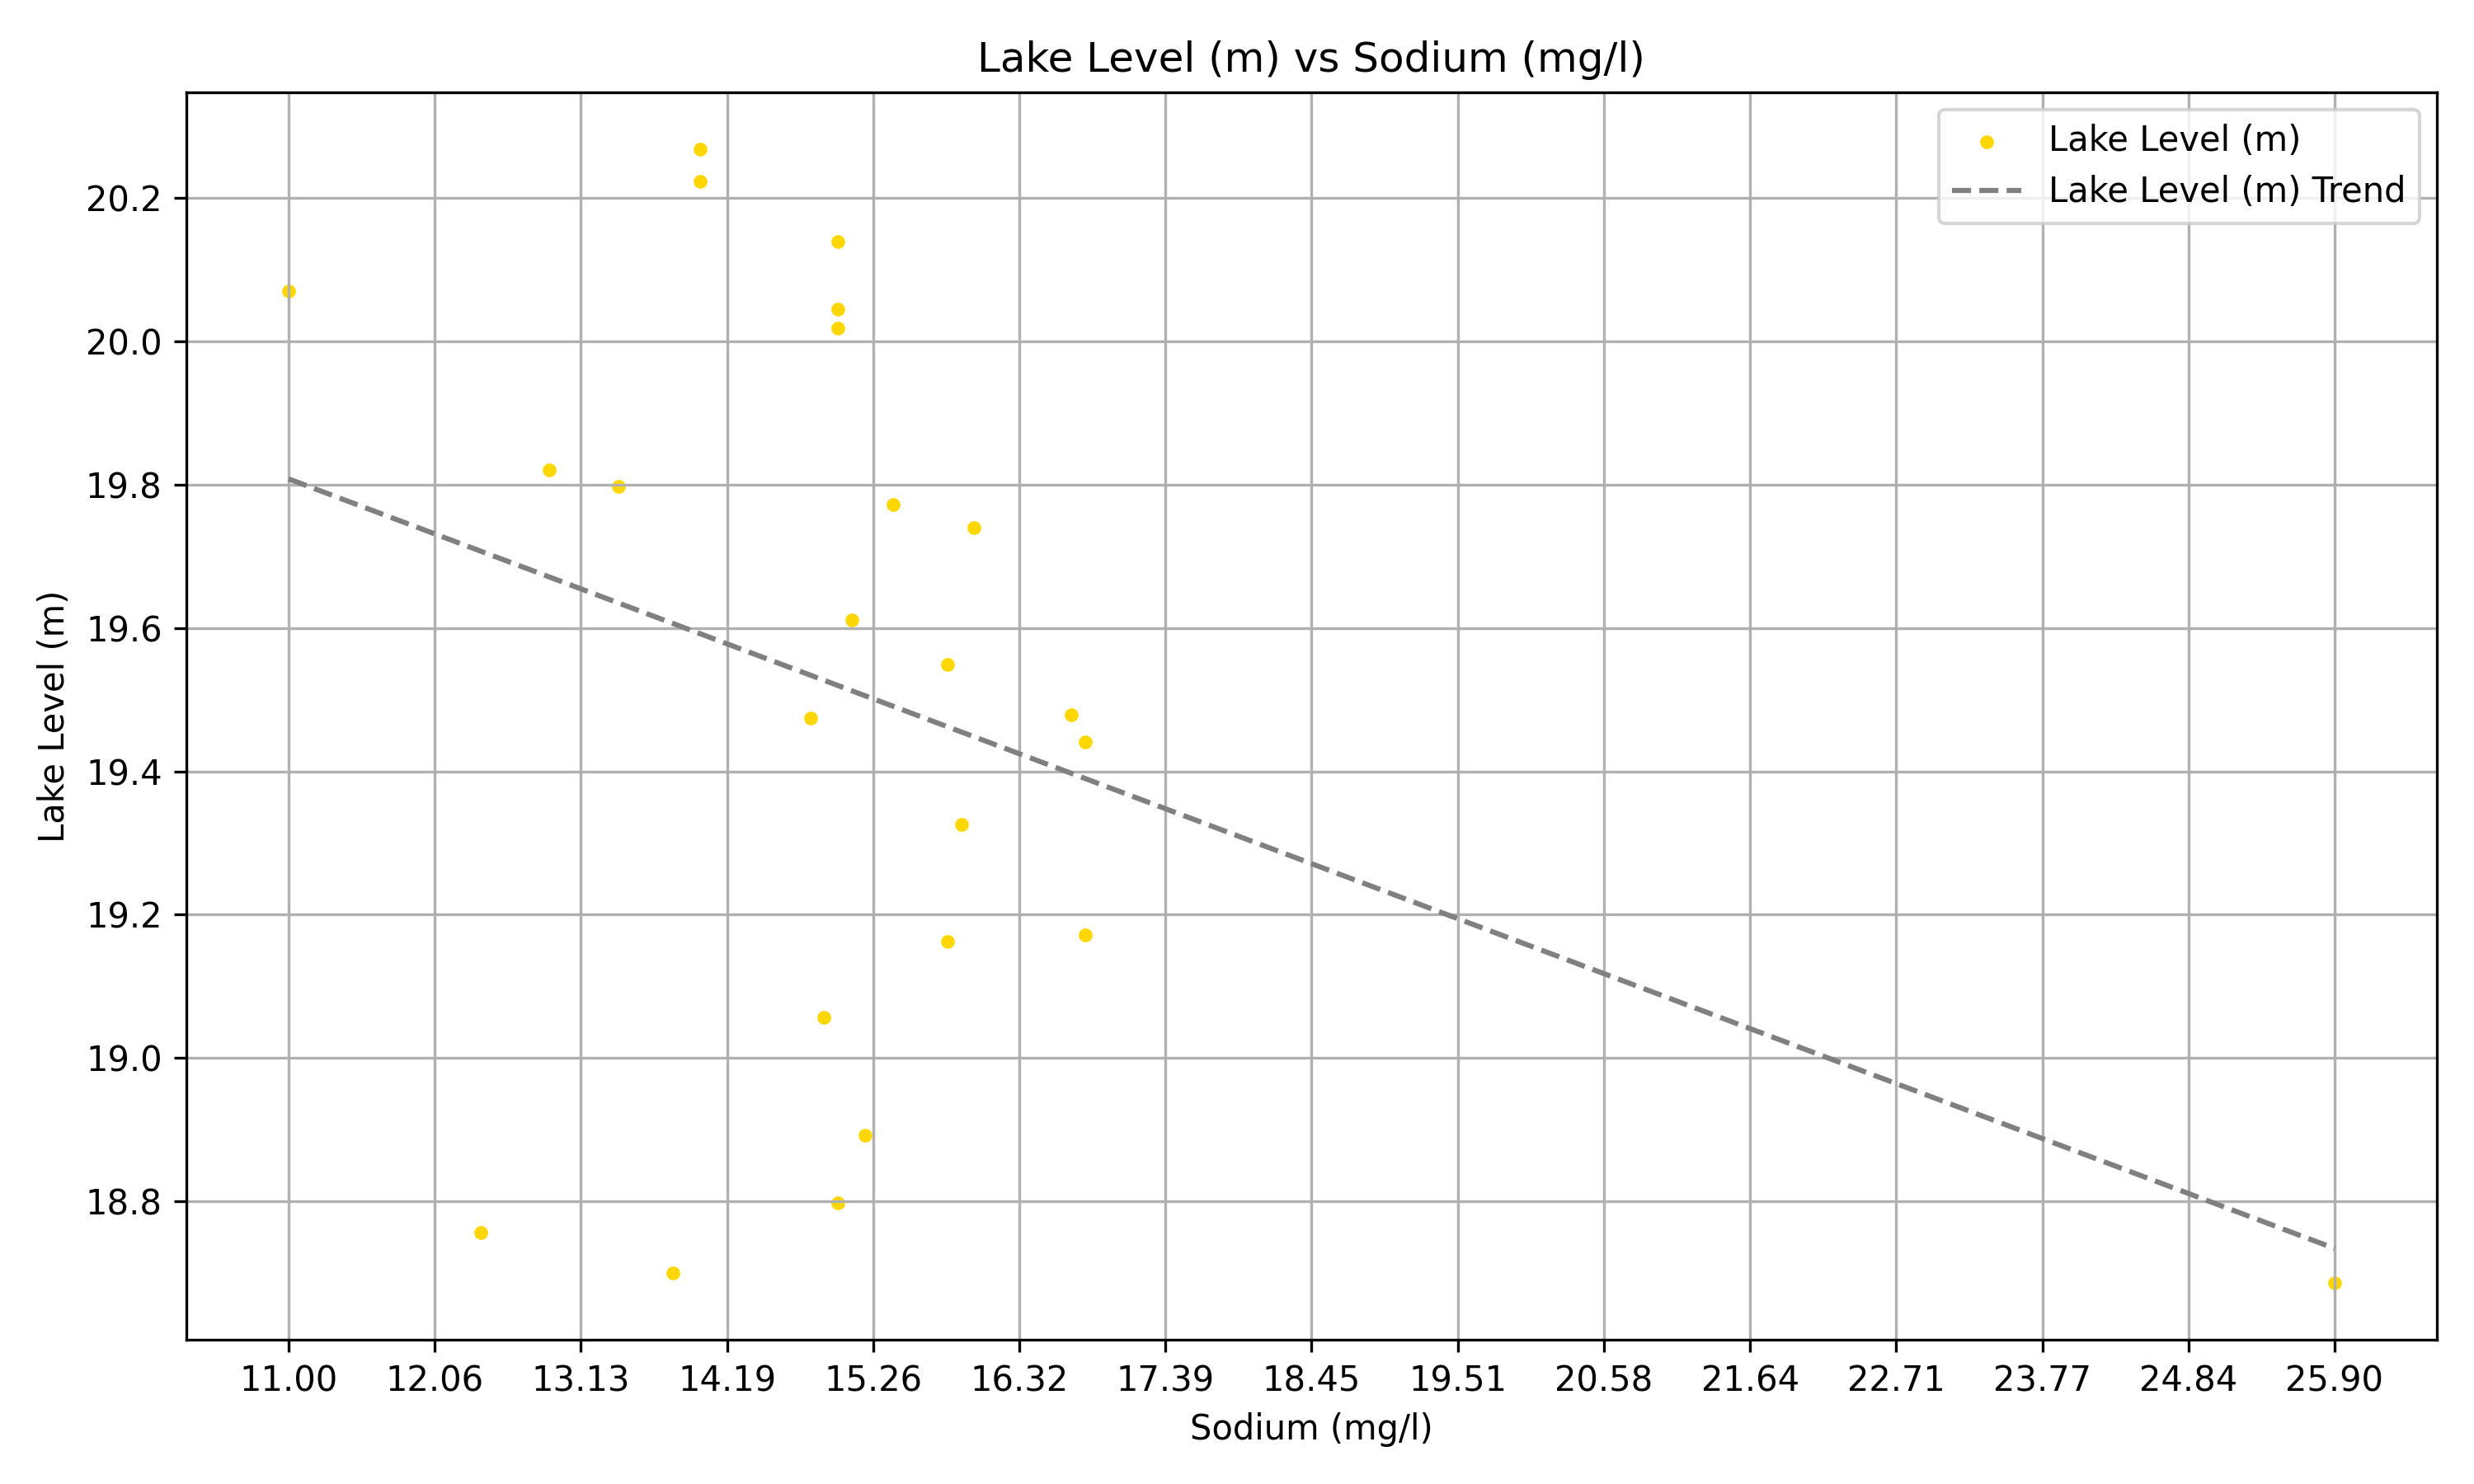 Lake Level (m) vs Sodium (mg/l)
Lake Level (m)
Lake Level (m) Trend
Lake Level (m)
20.2
20.0
19.8
19.6
19.4
19.2
19.0
18.8
11.00 12.06 13.13 14.19 15.26 16.32 17.39 18.45 19.51 20.58 21.64 22.71 23.77 24.84 25.90
Sodium (mg/l)